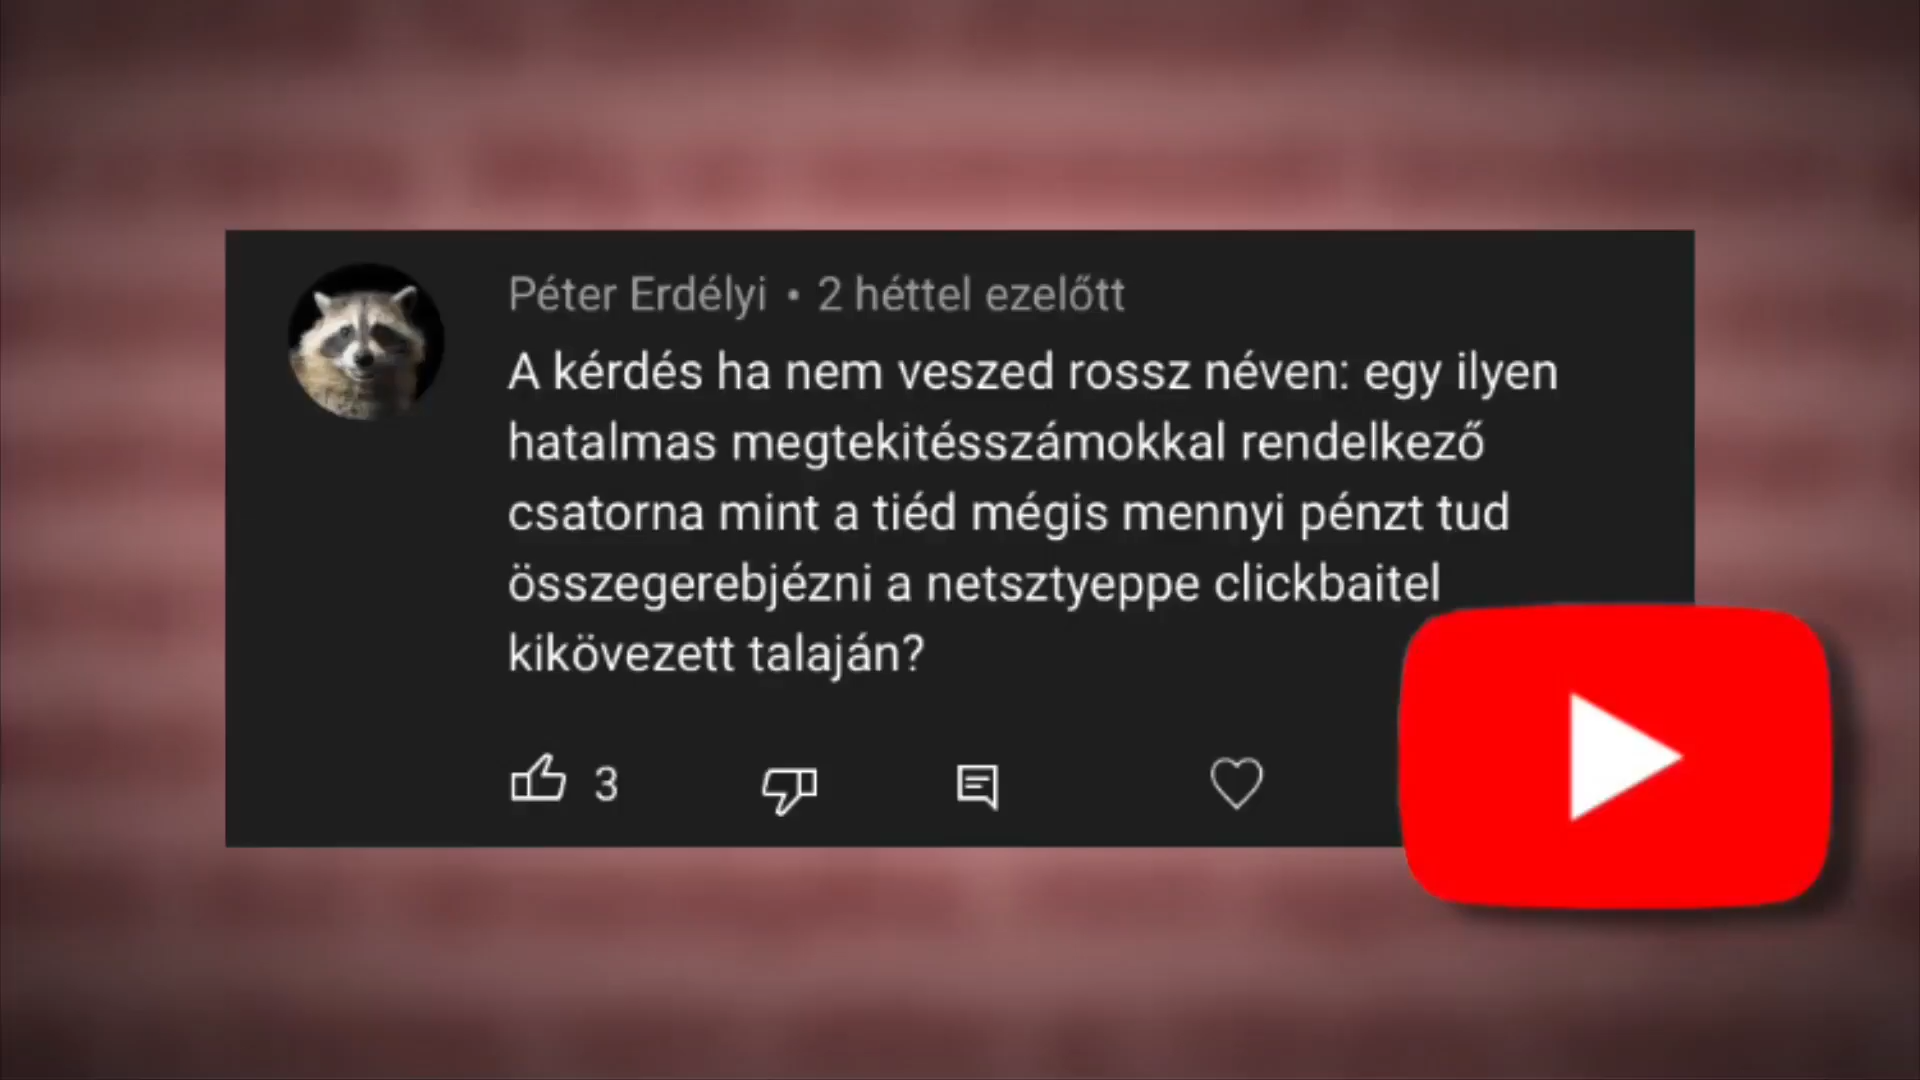 Péter Erdélyi • 2 héttel ezelőtt
A kérdés ha nem veszed rossz néven: egy ilyen
hatalmas megtekitésszámokkal rendelkező
csatorna mint a tiéd mégis mennyi pénzt tud
összegerebjézni a netsztyeppe clickbaitel
kikövezett talaján?
3